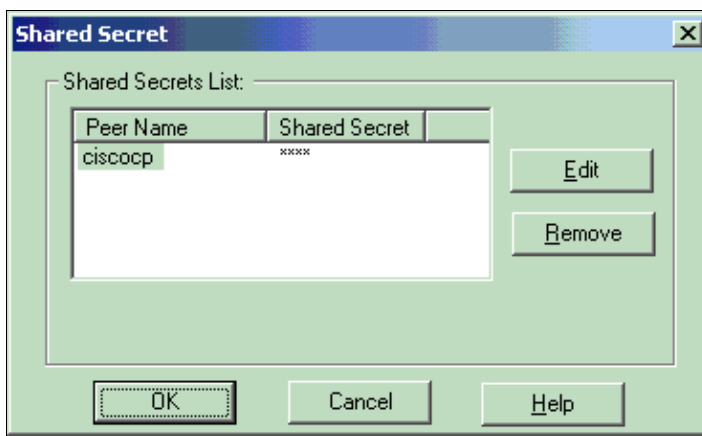 Shared Secret
Shared Secrets List:
Peer Name Shared Secret
ciscocp ****
Edit
Remove
OK Cancel Help